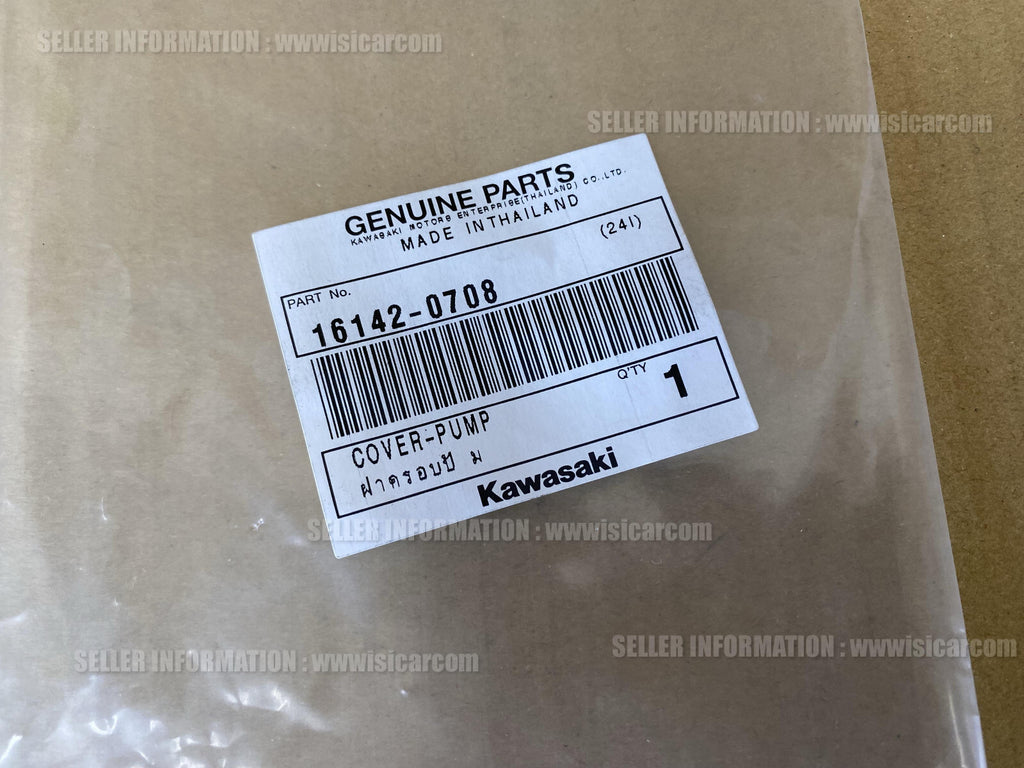 SELLER INFORMATION : wwwisicarcom
SELLER INFORMATION : wwwisicarcom
GENUINE PARTS
KAWASAKI MOTORS ENTERPRISE(THAILAND) CO.,LTD.
MADE INTHAILAND
(24I)
PART No.
16142-0708
Q'TY 1
COVER-PUMP
ฝาครอบปั ม
Kawasaki
SELLER INFORMATION : wwwisicarcom
SELLER INFORMATION : wwwisicarcom
SELLER INFORMATION : wwwisicarcom